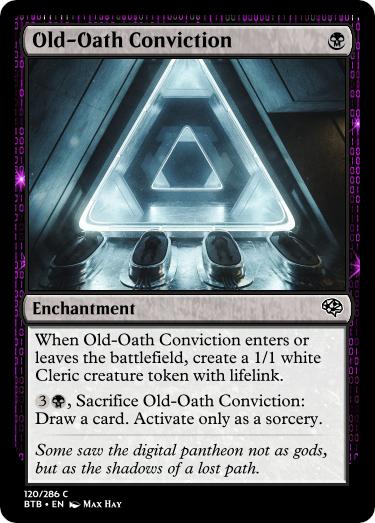 Old-Oath Conviction
Enchantment
When Old-Oath Conviction enters or
leaves the battlefield, create a 1/1 white
Cleric creature token with lifelink.
3 , Sacrifice Old-Oath Conviction:
Draw a card. Activate only as a sorcery.
Some saw the digital pantheon not as gods,
but as the shadows of a lost path.
120/286 C
BTB • EN Max Hay